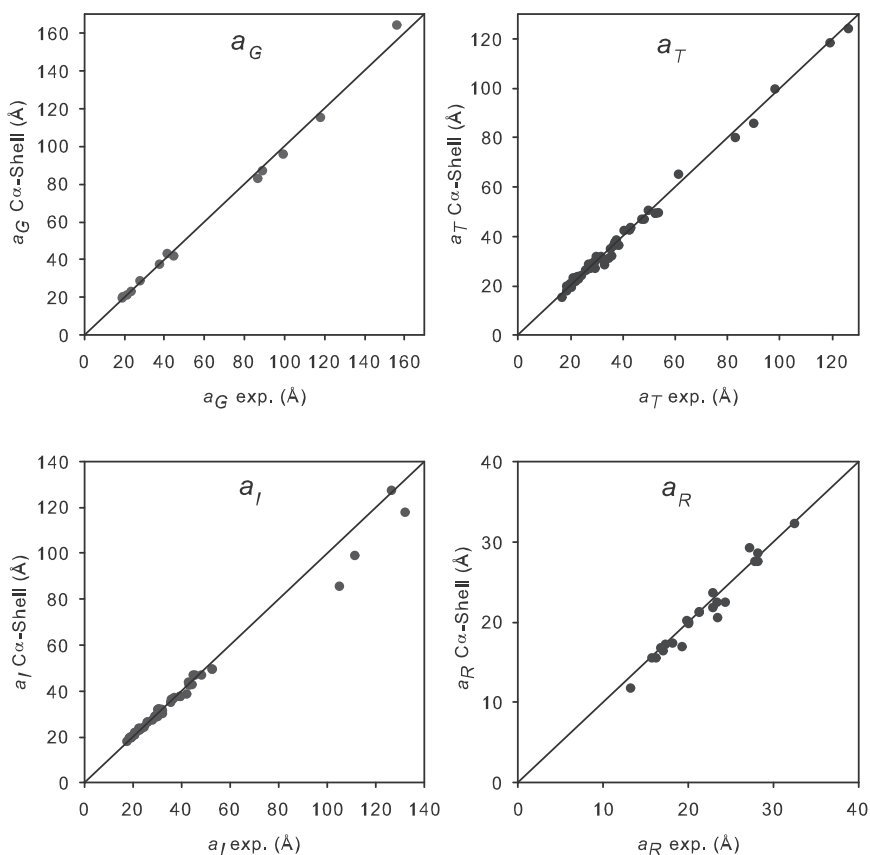 160
140
120
100
80
60
40
20
0
a_G Cα-Shell (Å)
a_G
0 20 40 60 80 100 120 140 160
a_G exp. (Å)
120
100
80
60
40
20
0
a_T Cα-Shell (Å)
a_T
0 20 40 60 80 100 120
a_T exp. (Å)
140
120
100
80
60
40
20
0
a_I Cα-Shell (Å)
a_I
0 20 40 60 80 100 120 140
a_I exp. (Å)
40
30
20
10
0
a_R Cα-Shell (Å)
a_R
0 10 20 30 40
a_R exp. (Å)